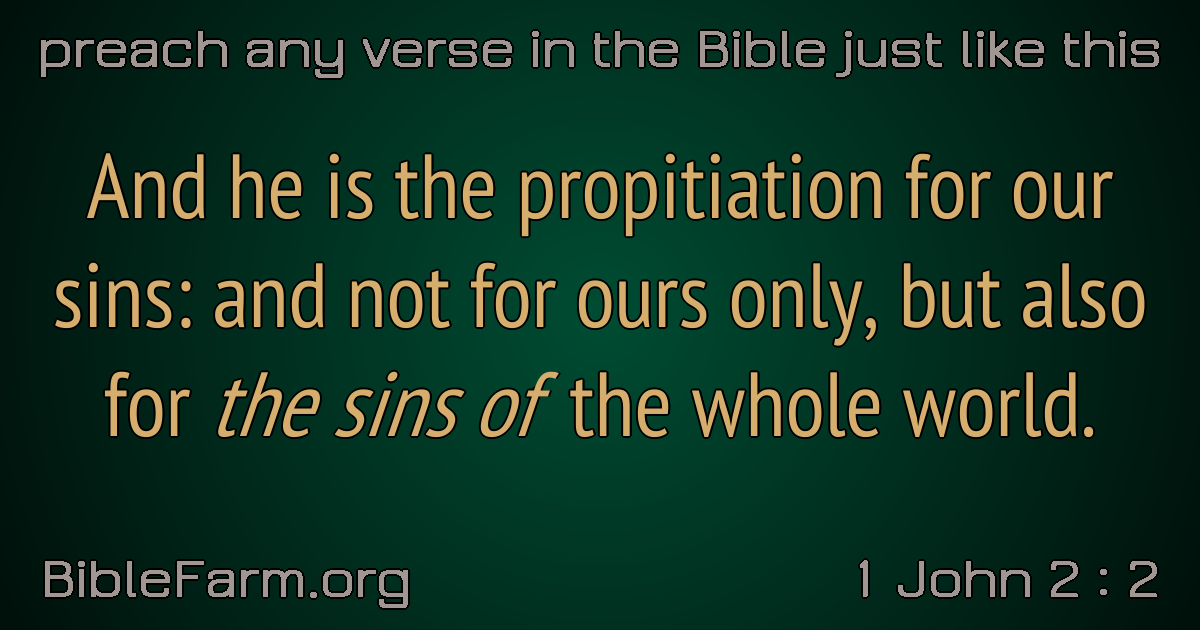 preach any verse in the Bible just like this
And he is the propitiation for our
sins: and not for ours only, but also
for the sins of the whole world.
BibleFarm.org
1 John 2 : 2